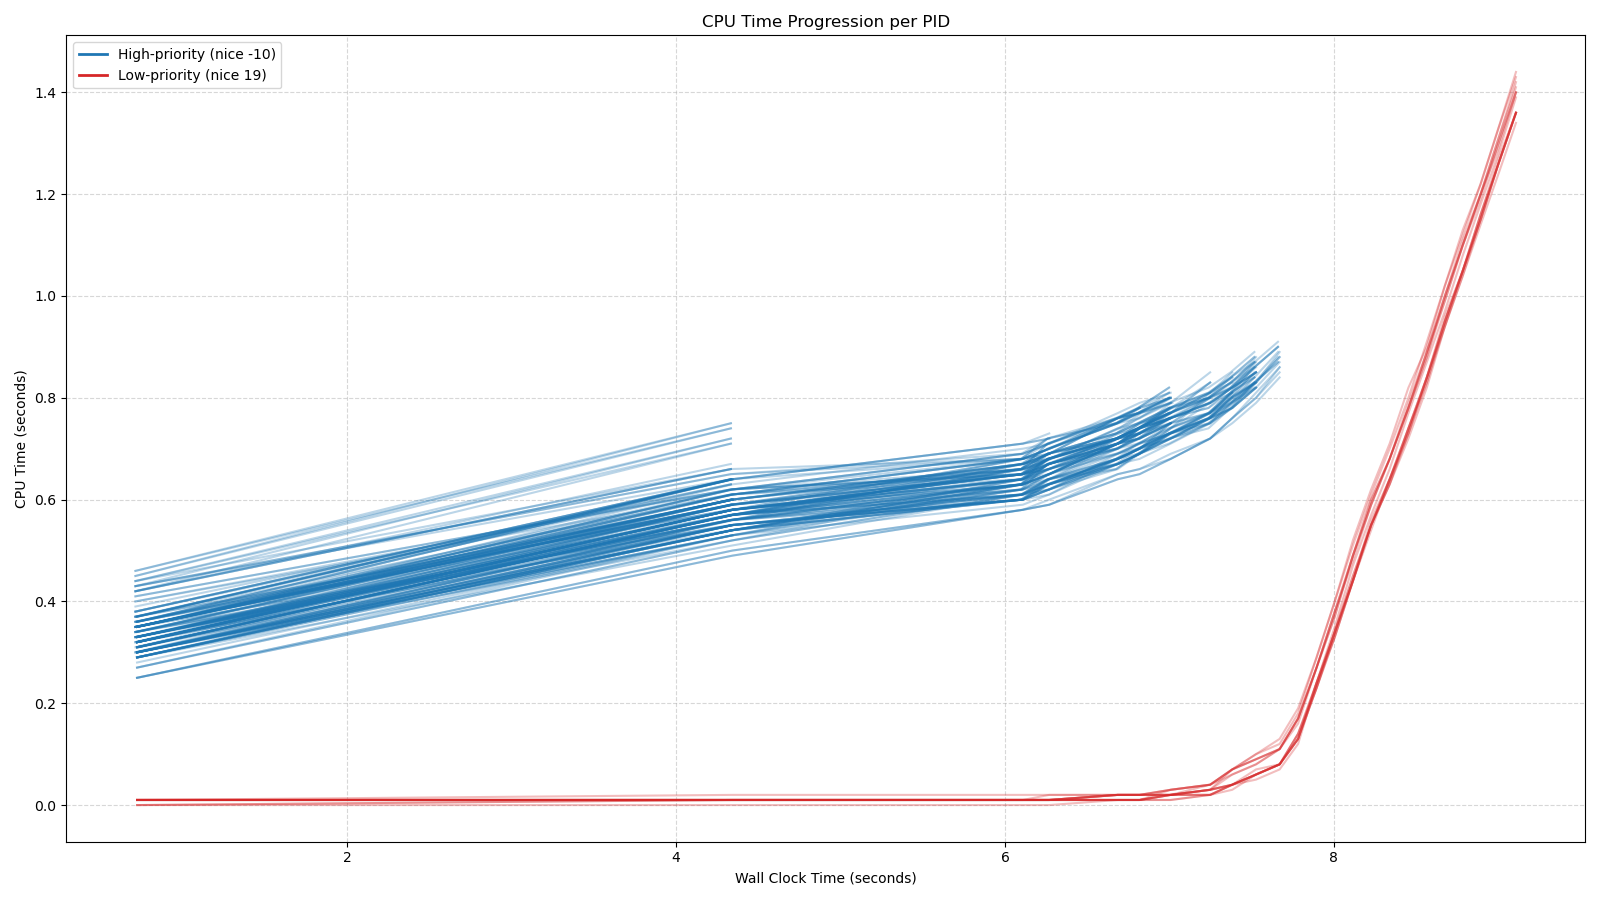 CPU Time Progression per PID
High-priority (nice -10)
Low-priority (nice 19)
CPU Time (seconds)
1.4
1.2
1.0
0.8
0.6
0.4
0.2
0.0
2 4 6 8
Wall Clock Time (seconds)